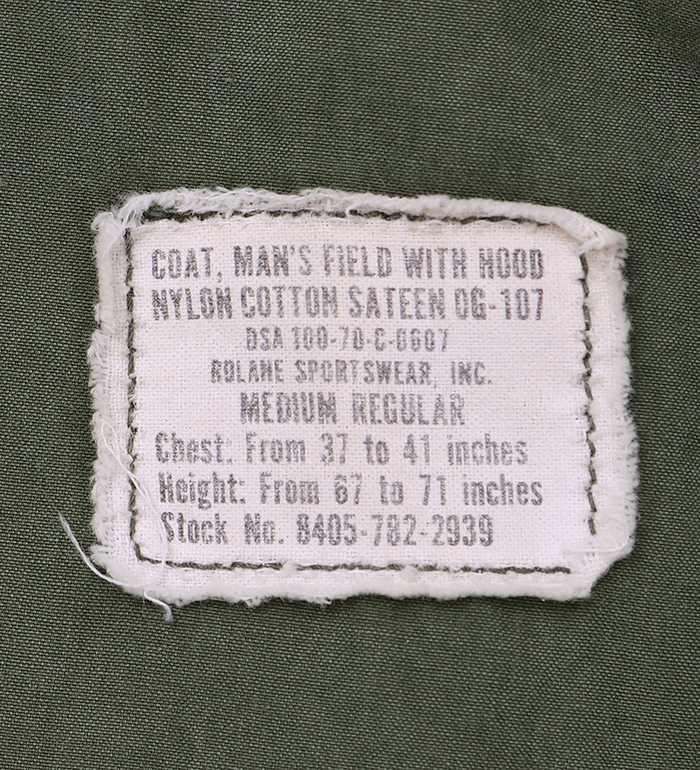 COAT, MAN'S FIELD WITH HOOD
NYLON COTTON SATEEN OG-107
DSA 100-70-C-0607
ROLANE SPORTSWEAR, INC.
MEDIUM REGULAR
Chest: From 37 to 41 inches
Height: From 67 to 71 inches
Stock No. 8405-782-2939